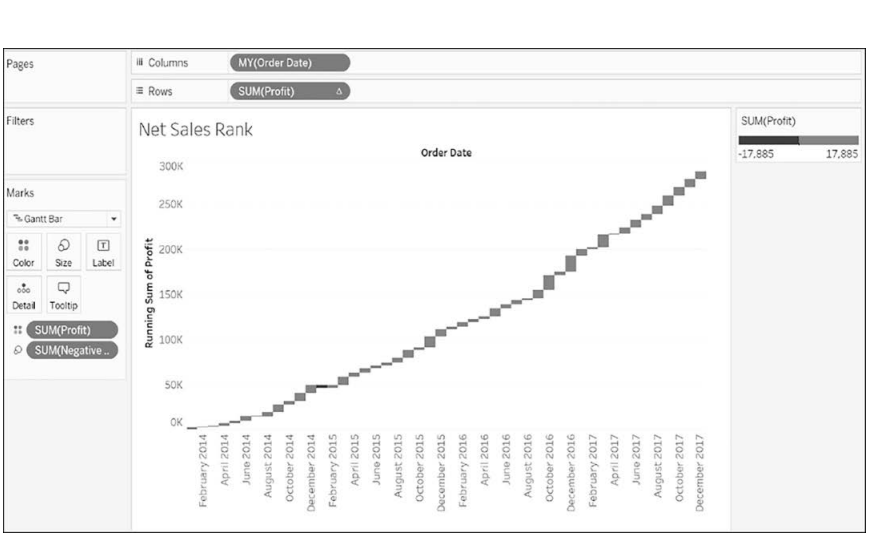 Pages
Columns
MY(Order Date)
Rows
SUM(Profit) Δ
Filters
Marks
Gantt Bar
Color
Size
T
Label
Detail
Tooltip
SUM(Profit)
SUM(Negative ..
Net Sales Rank
Order Date
Running Sum of Profit
300K
250K
200K
150K
100K
50K
0K
February 2014
April 2014
June 2014
August 2014
October 2014
December 2014
February 2015
April 2015
June 2015
August 2015
October 2015
December 2015
February 2016
April 2016
June 2016
August 2016
October 2016
December 2016
February 2017
April 2017
June 2017
August 2017
October 2017
December 2017
SUM(Profit)
-17,885 17,885